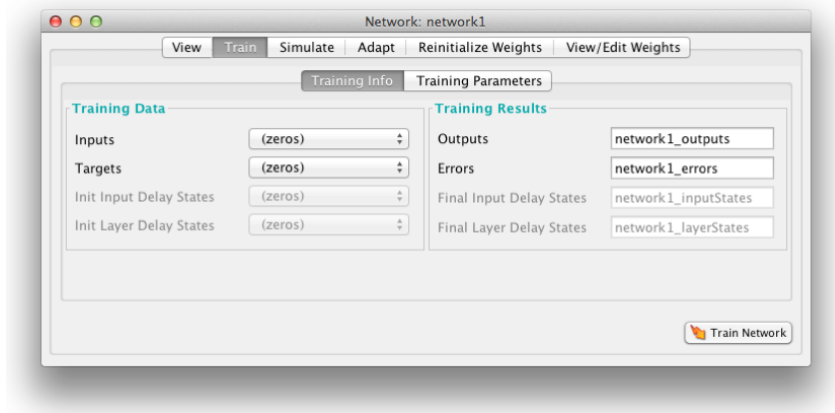 Network: network1
View Train Simulate Adapt Reinitialize Weights View/Edit Weights
Training Info Training Parameters
Training Data
Inputs (zeros)
Targets (zeros)
Init Input Delay States (zeros)
Init Layer Delay States (zeros)
Training Results
Outputs network1_outputs
Errors network1_errors
Final Input Delay States network1_inputStates
Final Layer Delay States network1_layerStates
Train Network